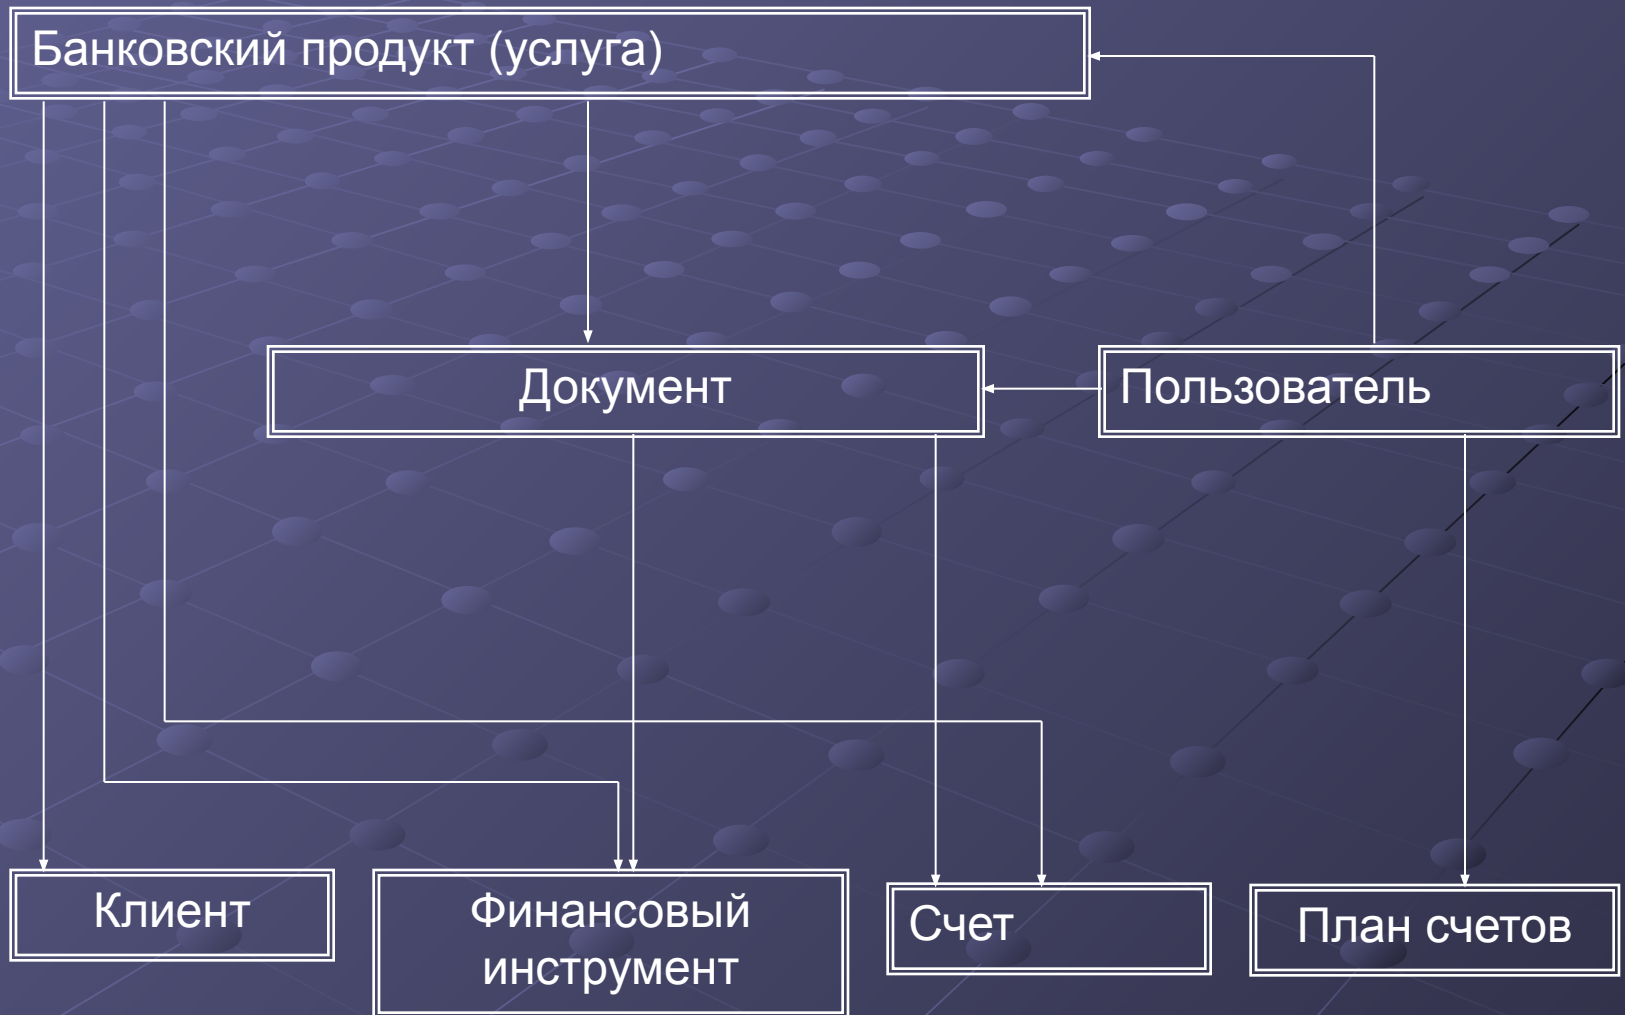 Банковский продукт (услуга)
Документ
Пользователь
Клиент
Финансовый
инструмент
Счет
План счетов